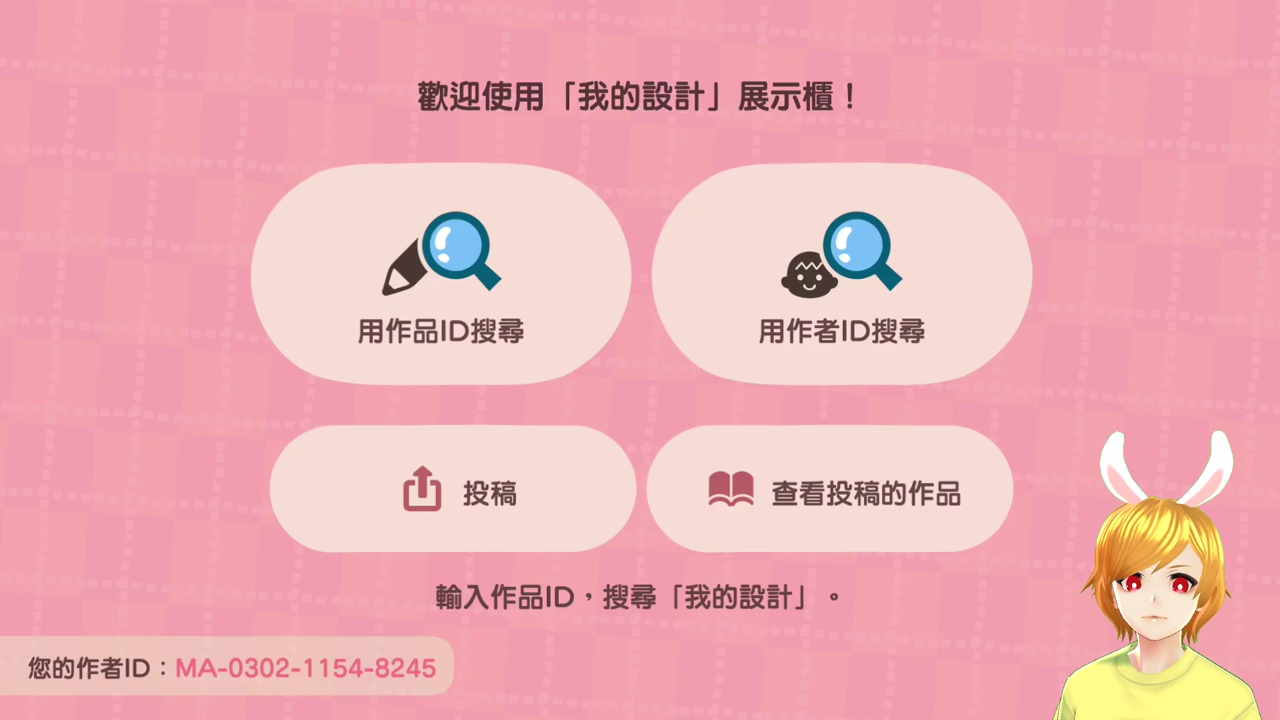 歡迎使用「我的設計」展示櫃！
用作品ID搜尋
用作者ID搜尋
投稿
查看投稿的作品
輸入作品ID，搜尋「我的設計」。
您的作者ID：MA-0302-1154-8245